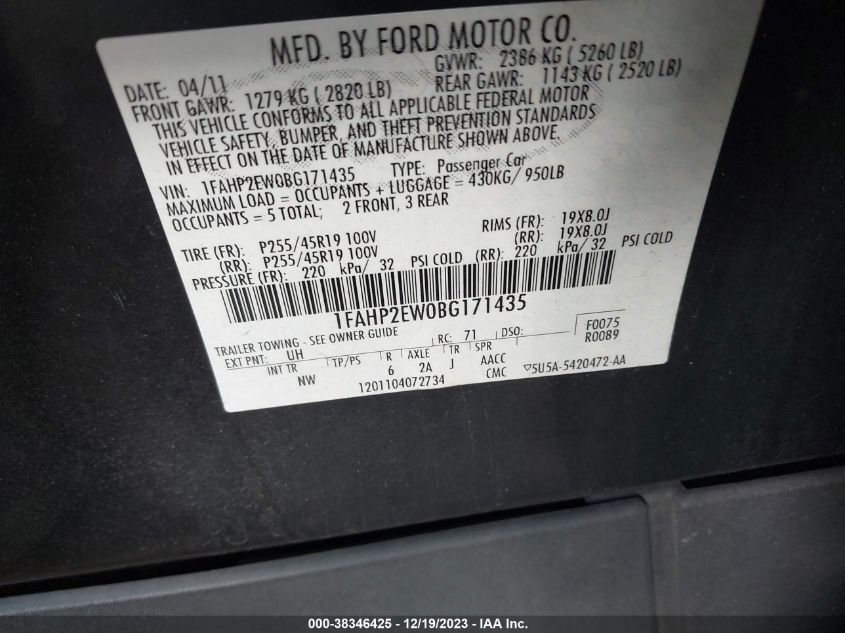 MFD. BY FORD MOTOR CO.
DATE: 04/11 GVWR: 2386 KG ( 5260 LB)
FRONT GAWR: 1279 KG ( 2820 LB) REAR GAWR: 1143 KG ( 2520 LB)
THIS VEHICLE CONFORMS TO ALL APPLICABLE FEDERAL MOTOR
VEHICLE SAFETY, BUMPER, AND THEFT PREVENTION STANDARDS
IN EFFECT ON THE DATE OF MANUFACTURE SHOWN ABOVE.
VIN: 1FAHP2EW0BG171435 TYPE: Passenger Car
MAXIMUM LOAD = OCCUPANTS + LUGGAGE = 430KG/ 950LB
OCCUPANTS = 5 TOTAL; 2 FRONT, 3 REAR
TIRE (FR): P255/45R19 100V RIMS (FR): 19X8.0J
(RR): P255/45R19 100V (RR): 19X8.0J
PRESSURE (FR): 220 kPa/ 32 PSI COLD (RR): 220 kPa/ 32 PSI COLD
1FAHP2EW0BG171435
TRAILER TOWING - SEE OWNER GUIDE
EXT PNT: UH RC: 71 DSO: F0075
R0089
INT TR TP/PS R AXLE TR SPR
NW 6 2A J AACC
CMC
1201104072734
▽5U5A-5420472-AA
000-38346425 - 12/19/2023 - IAA Inc.